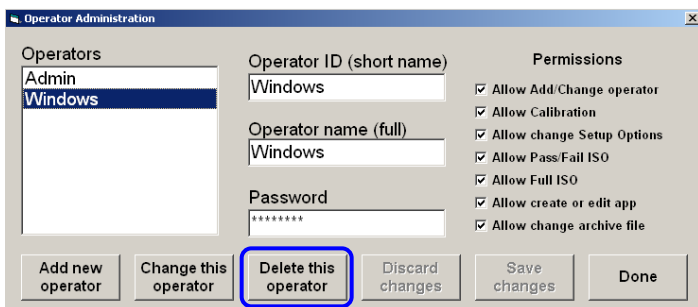 Operator Administration
Operators
Admin
Windows
Operator ID (short name)
Windows
Operator name (full)
Windows
Password
********
Permissions
Allow Add/Change operator
Allow Calibration
Allow change Setup Options
Allow Pass/Fail ISO
Allow Full ISO
Allow create or edit app
Allow change archive file
Add new
operator
Change this
operator
Delete this
operator
Discard
changes
Save
changes
Done